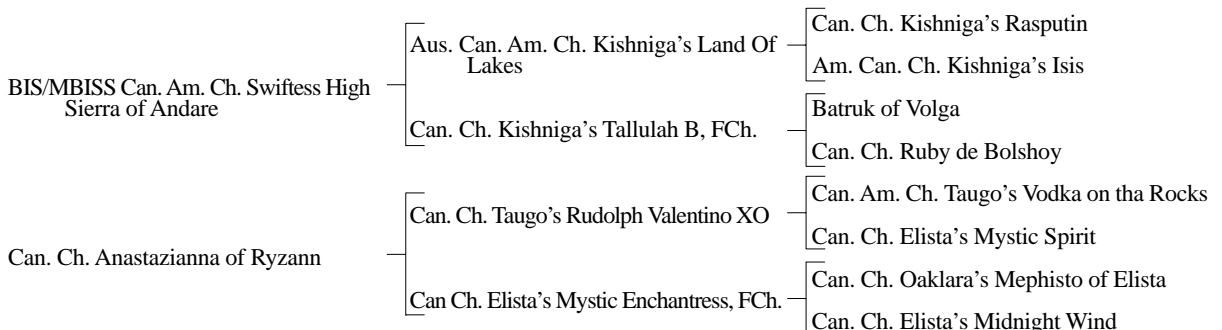 Can. Ch. Kishniga’s Rasputin
Aus. Can. Am. Ch. Kishniga’s Land Of
Lakes
Am. Can. Ch. Kishniga’s Isis
BIS/MBISS Can. Am. Ch. Swiftess High
Sierra of Andare
Batruk of Volga
Can. Ch. Kishniga’s Tallulah B, FCh.
Can. Ch. Ruby de Bolshoy
Can. Am. Ch. Taugo’s Vodka on tha Rocks
Can. Ch. Taugo’s Rudolph Valentino XO
Can. Ch. Elista’s Mystic Spirit
Can. Ch. Anastazianna of Ryzann
Can. Ch. Oaklara’s Mephisto of Elista
Can Ch. Elista’s Mystic Enchantress, FCh.
Can. Ch. Elista’s Midnight Wind